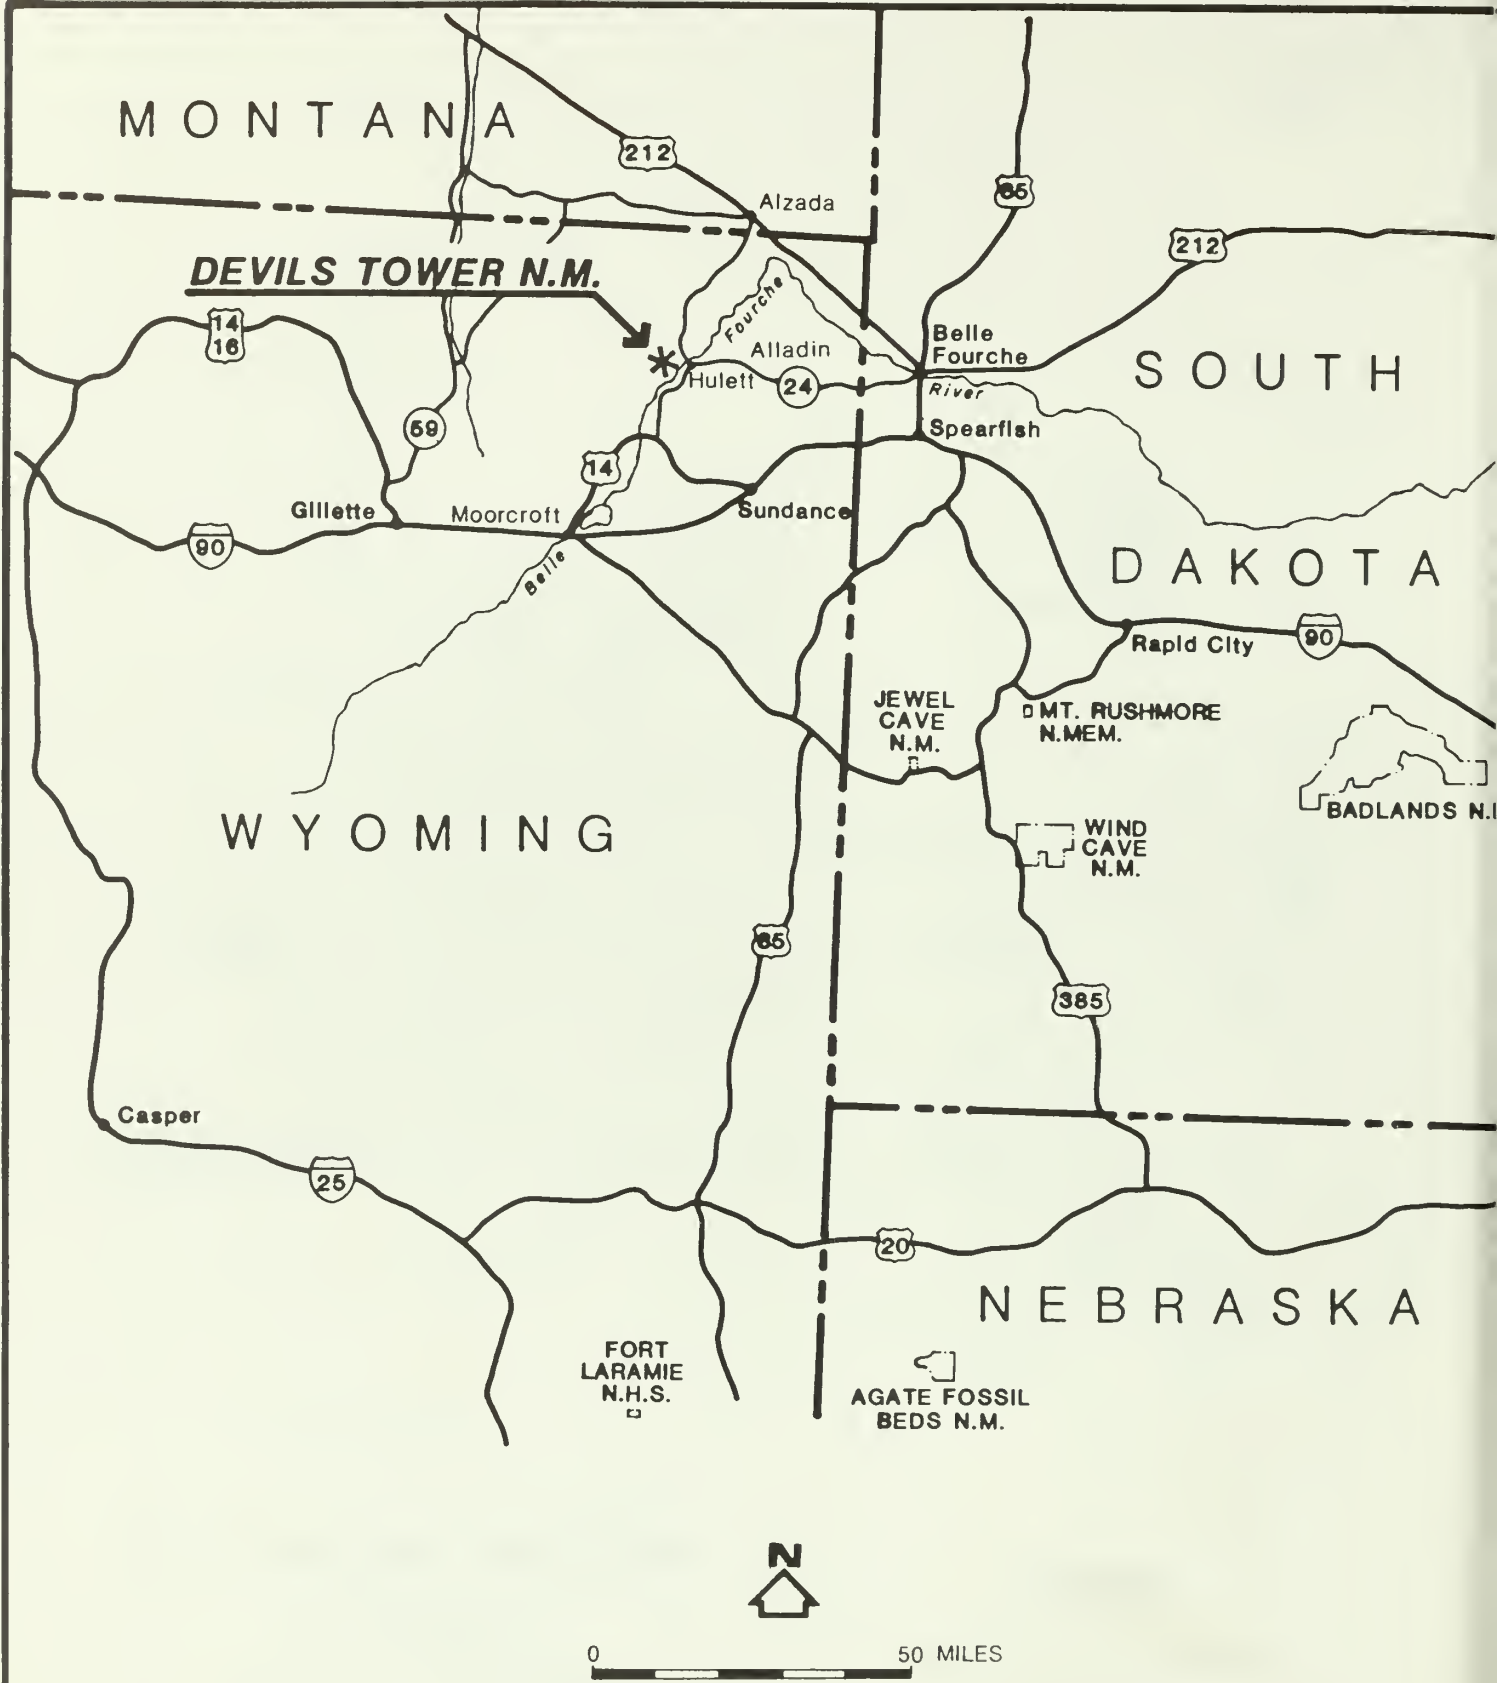 MONTANA
212
Alzada
85
212
DEVILS TOWER N.M.
14
16
Fourche
Alladin
Belle
Fourche
SOUTH
Hulett
24
River
59
Spearfish
14
Gillette
Moorcroft
Sundance
90
Belle
DAKOTA
Rapid City
90
JEWEL
CAVE
N.M.
MT. RUSHMORE
N.MEM.
WYOMING
BADLANDS N.
WIND
CAVE
N.M.
85
385
Casper
25
20
NEBRASKA
FORT
LARAMIE
N.H.S.
AGATE FOSSIL
BEDS N.M.
N
0
50 MILES